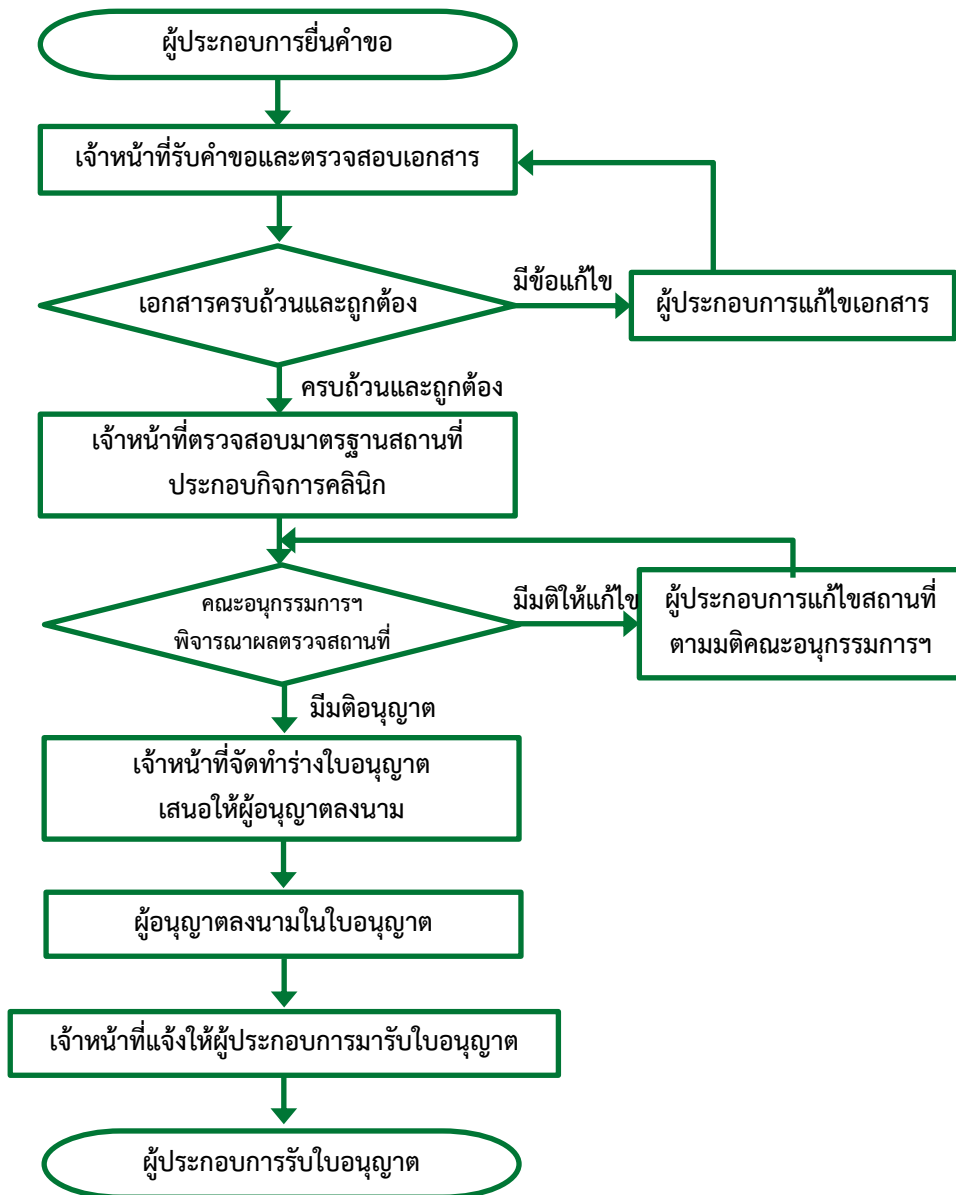 ผู้ประกอบการยื่นคำขอ
เจ้าหน้าที่รับคำขอและตรวจสอบเอกสาร
เอกสารครบถ้วนและถูกต้อง
มีข้อแก้ไข
ผู้ประกอบการแก้ไขเอกสาร
ครบถ้วนและถูกต้อง
เจ้าหน้าที่ตรวจสอบมาตรฐานสถานที่
ประกอบกิจการคลินิก
คณะอนุกรรมการฯ
พิจารณาผลตรวจสถานที่
มีมติให้แก้ไข
ผู้ประกอบการแก้ไขสถานที่
ตามมติคณะอนุกรรมการฯ
มีมติอนุญาต
เจ้าหน้าที่จัดทำร่างใบอนุญาต
เสนอให้ผู้อนุญาตลงนาม
ผู้อนุญาตลงนามในใบอนุญาต
เจ้าหน้าที่แจ้งให้ผู้ประกอบการมารับใบอนุญาต
ผู้ประกอบการรับใบอนุญาต